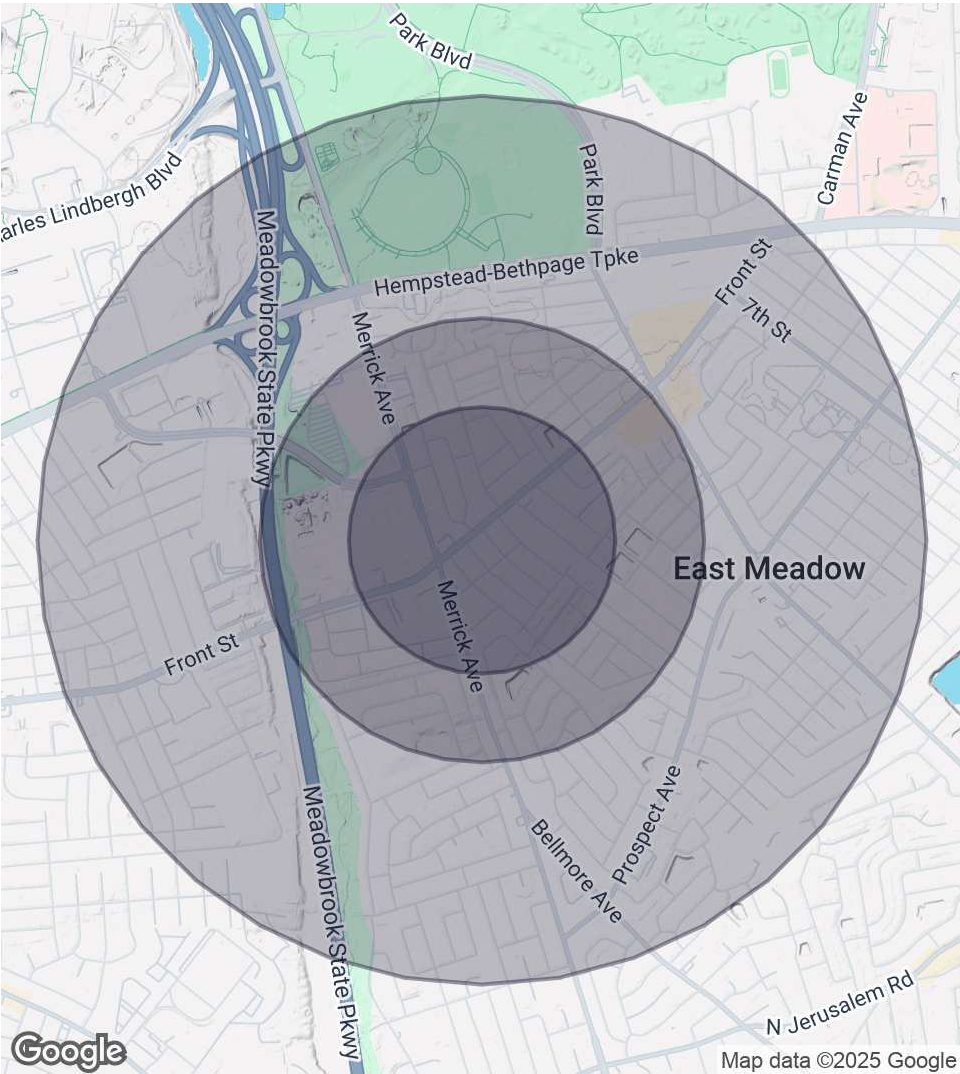 Park Blvd
Carman Ave
arles Lindbergh Blvd
Park Blvd
Meadowbrook State Pkwy
Hempstead-Bethpage Tpke
Front St
7th St
Merrick Ave
East Meadow
Merrick Ave
Front St
Prospect Ave
Meadowbrook State Pkwy
Bellmore Ave
N Jerusalem Rd
Google
Map data ©2025 Google